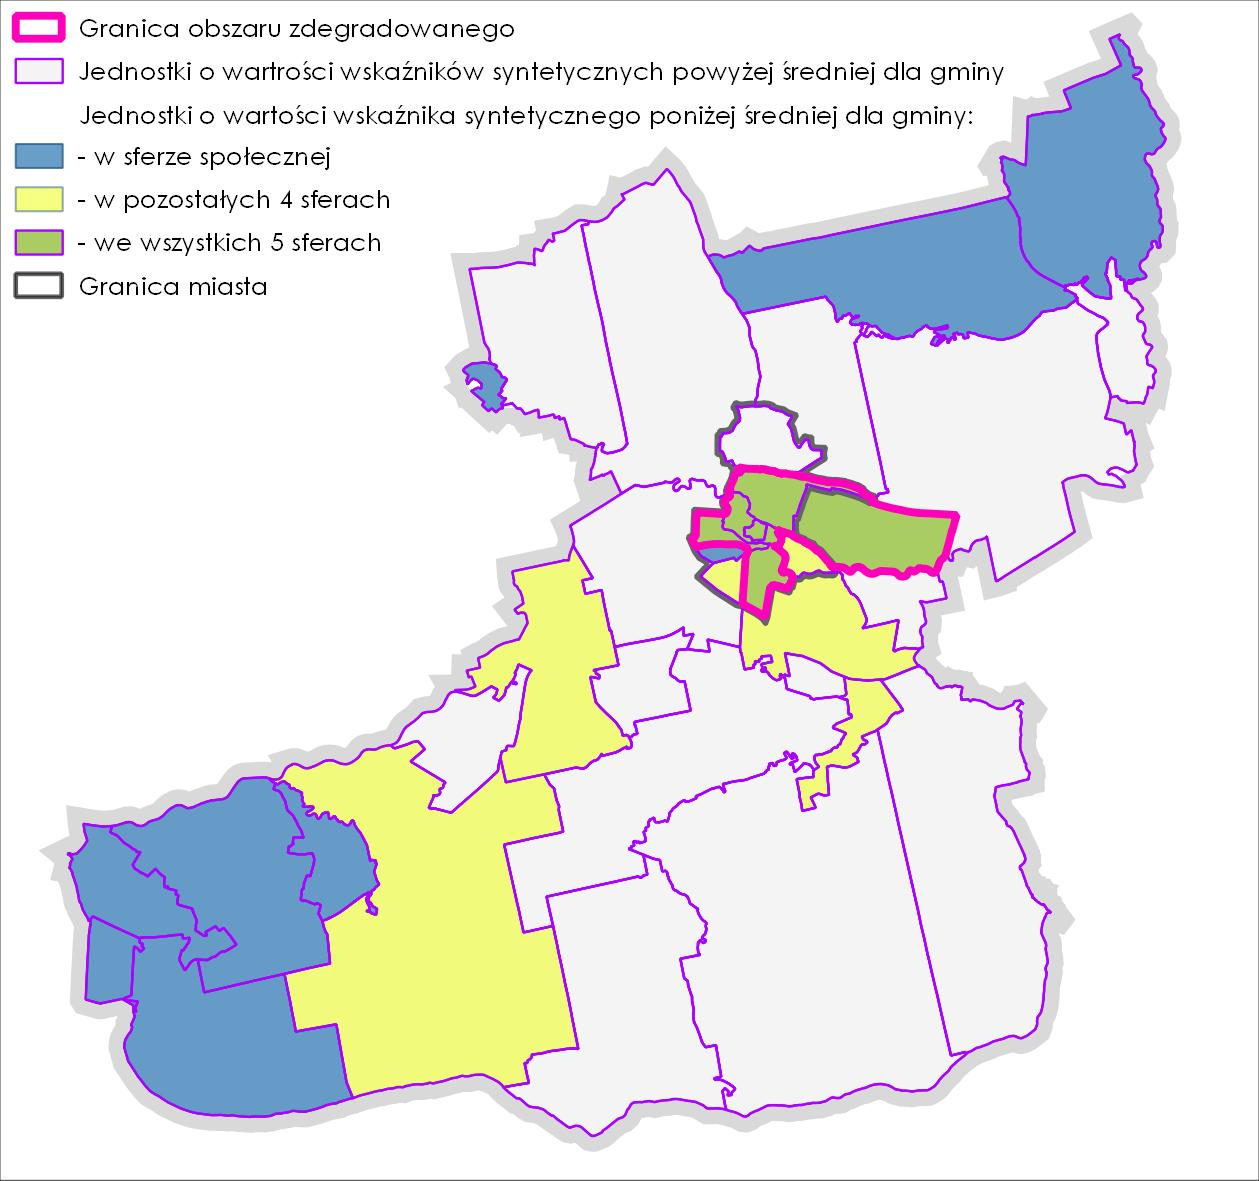 Granica obszaru zdegradowanego
Jednostki o wartrości wskaźników syntetycznych powyżej średniej dla gminy
Jednostki o wartości wskaźnika syntetycznego poniżej średniej dla gminy:
- w sferze społecznej
- w pozostałych 4 sferach
- we wszystkich 5 sferach
Granica miasta